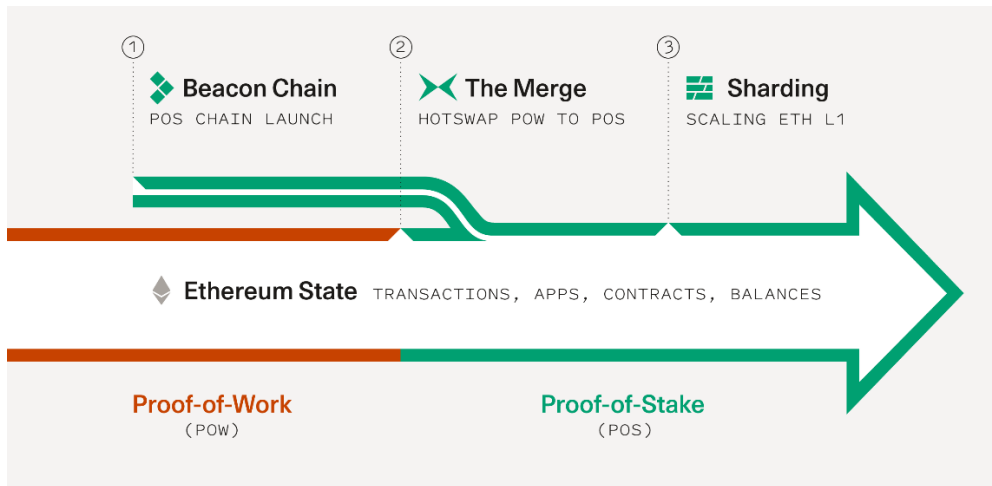 1
2
3
Beacon Chain
POS CHAIN LAUNCH
The Merge
HOTSWAP POW TO POS
Sharding
SCALING ETH L1
Ethereum State TRANSACTIONS, APPS, CONTRACTS, BALANCES
Proof-of-Work
(POW)
Proof-of-Stake
(POS)